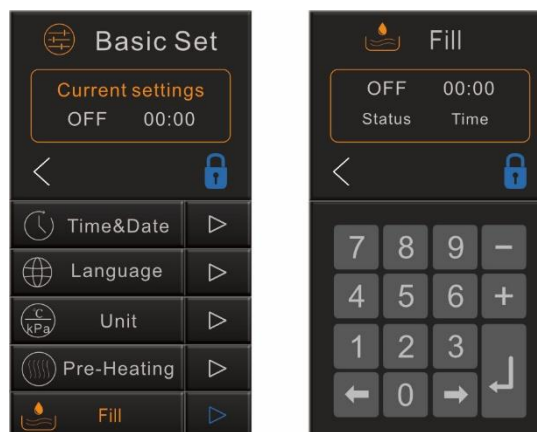 Basic Set
Current settings
OFF 00:00
Time&Date
Language
°C
kPa
Unit
Pre-Heating
Fill
Fill
OFF 00:00
Status Time
7 8 9 −
4 5 6 +
1 2 3
0